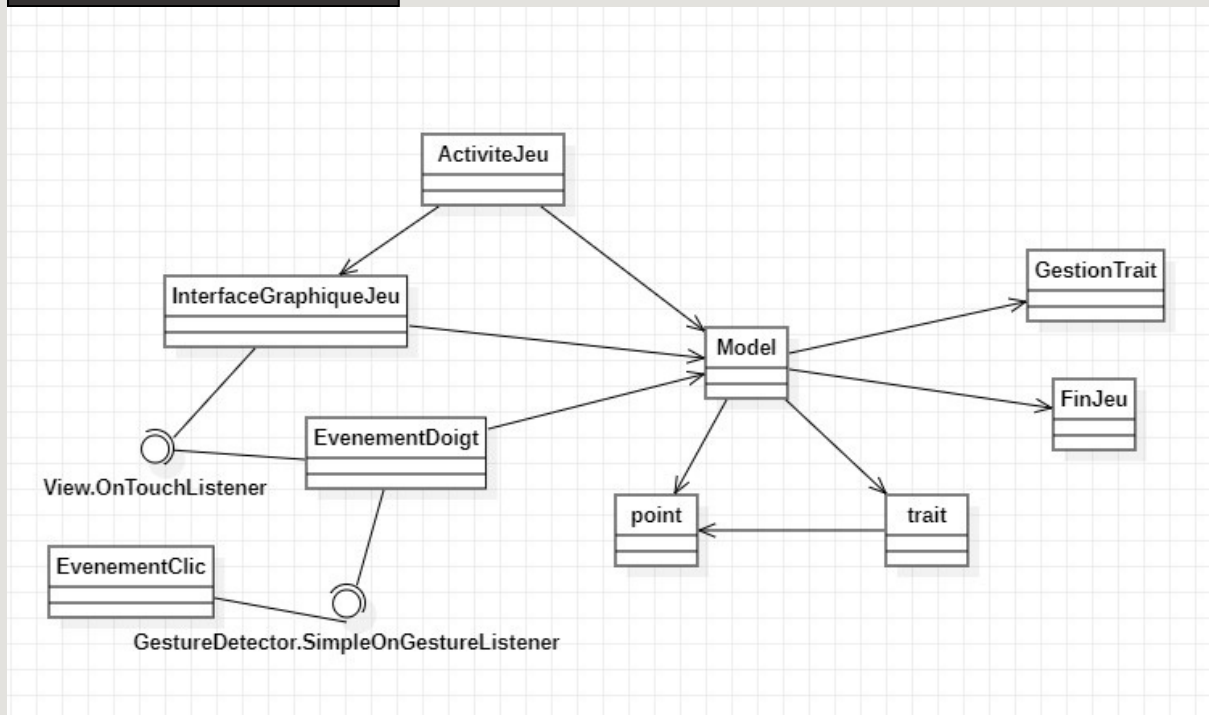 ActiviteJeu
InterfaceGraphiqueJeu
GestionTrait
Model
FinJeu
EvenementDoigt
View.OnTouchListener
point
trait
EvenementClic
GestureDetector.SimpleOnGestureListener